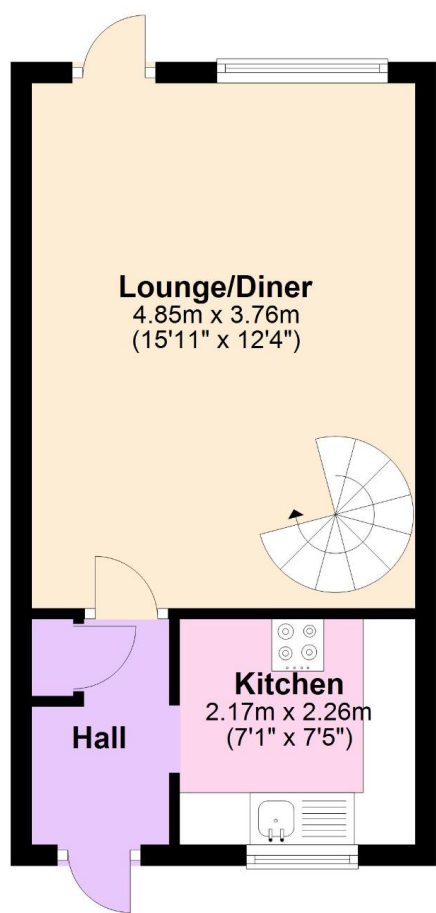 Lounge/Diner
4.85m x 3.76m
(15'11" x 12'4")
Kitchen
2.17m x 2.26m
(7'1" x 7'5")
Hall